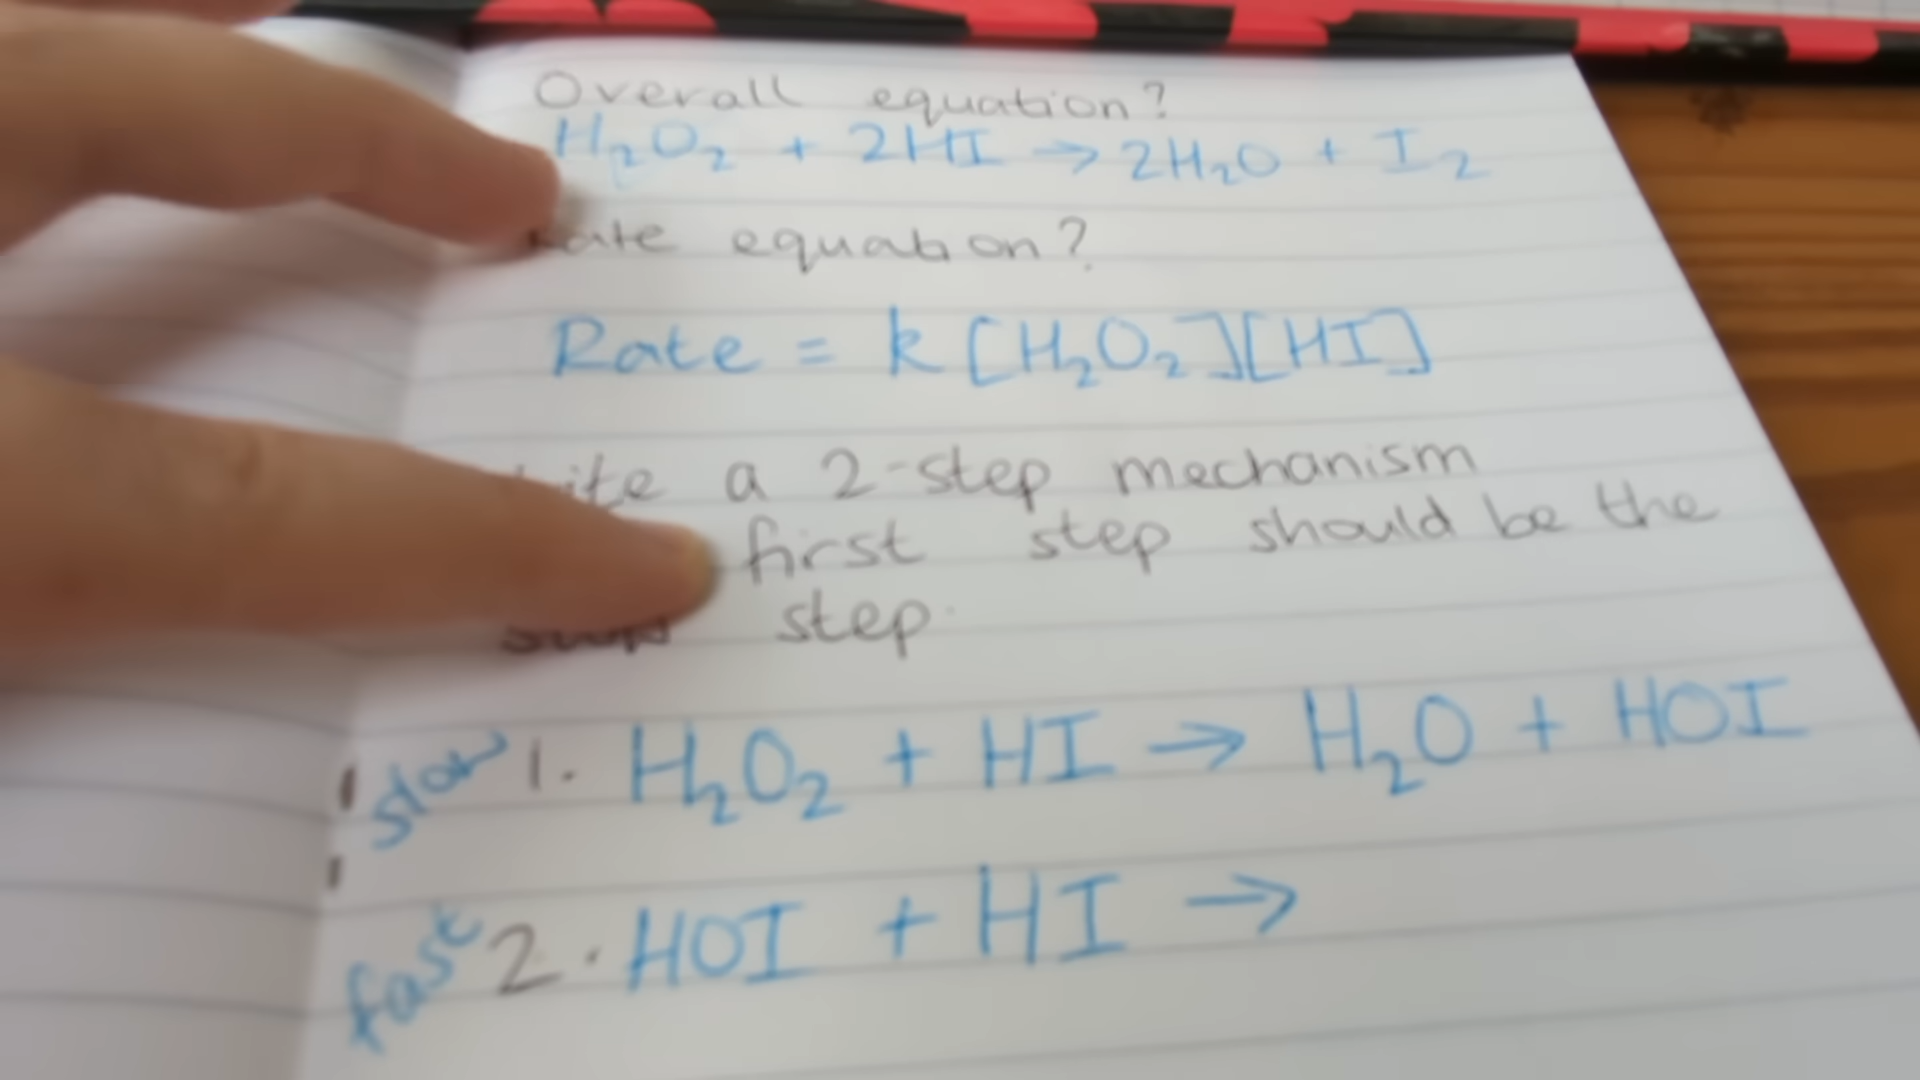 Overall equation?
H₂O₂ + 2HI → 2H₂O + I₂
equation?
Rate = k[H₂O₂][HI]
a 2-step mechanism
first step should be the
step.
slow 1. H₂O₂ + HI → H₂O + HOI
fast 2. HOI + HI →